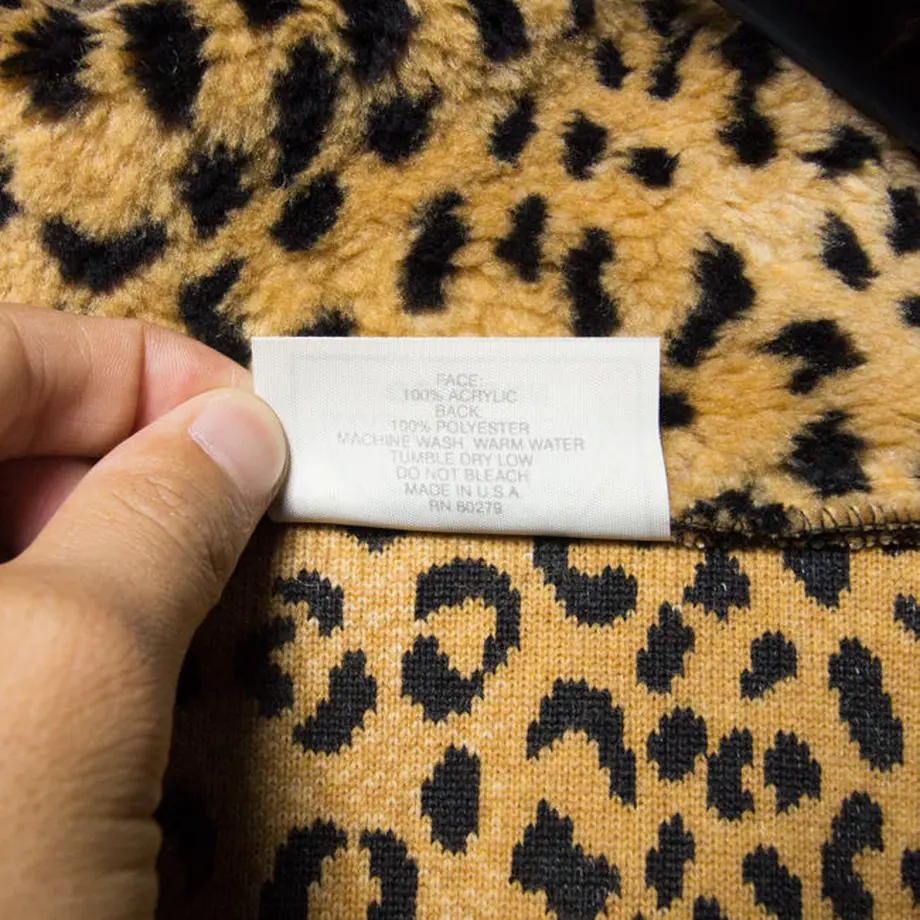 FACE:
100% ACRYLIC
BACK:
100% POLYESTER
MACHINE WASH, WARM WATER
TUMBLE DRY LOW
DO NOT BLEACH
MADE IN U.S.A.
RN 80279